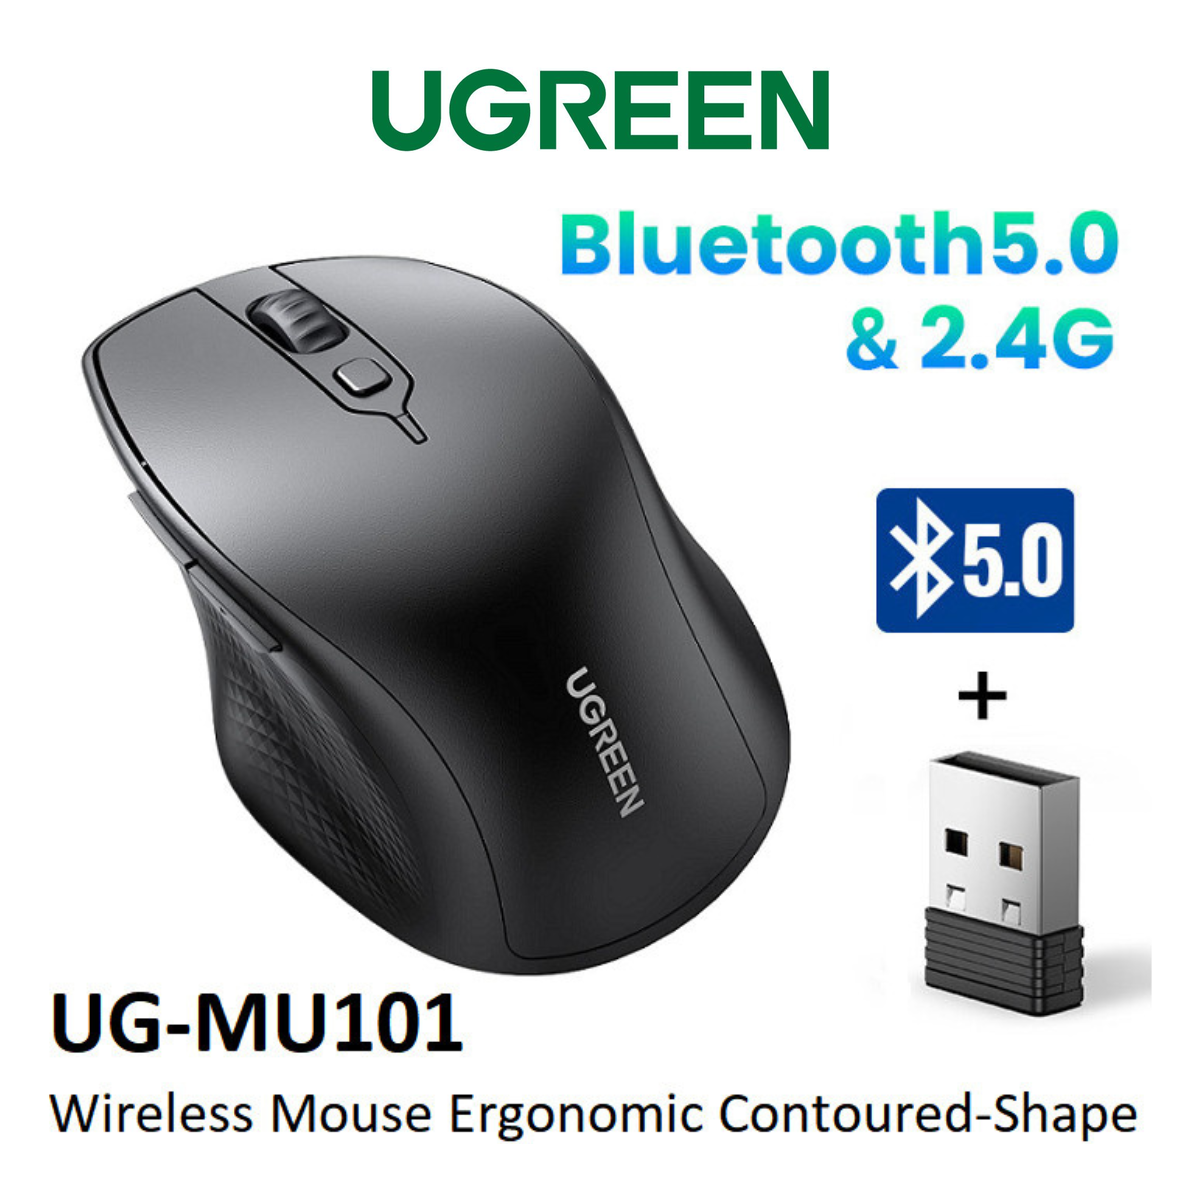 UGREEN
Bluetooth5.0
& 2.4G
5.0
+
UGREEN
UG-MU101
Wireless Mouse Ergonomic Contoured-Shape